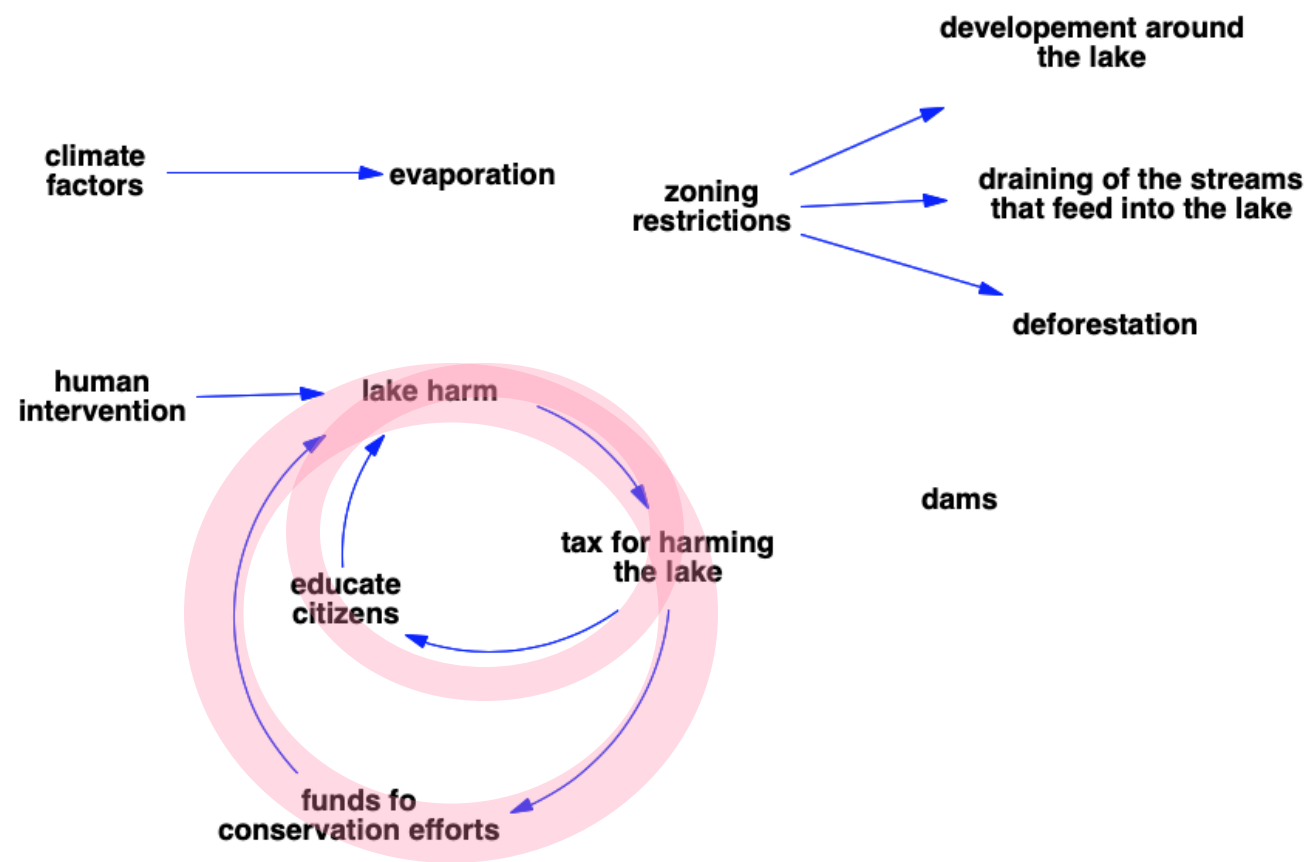 developement around
the lake
climate
factors
evaporation
zoning
restrictions
draining of the streams
that feed into the lake
deforestation
human
intervention
lake harm
dams
tax for harming
the lake
educate
citizens
funds fo
conservation efforts